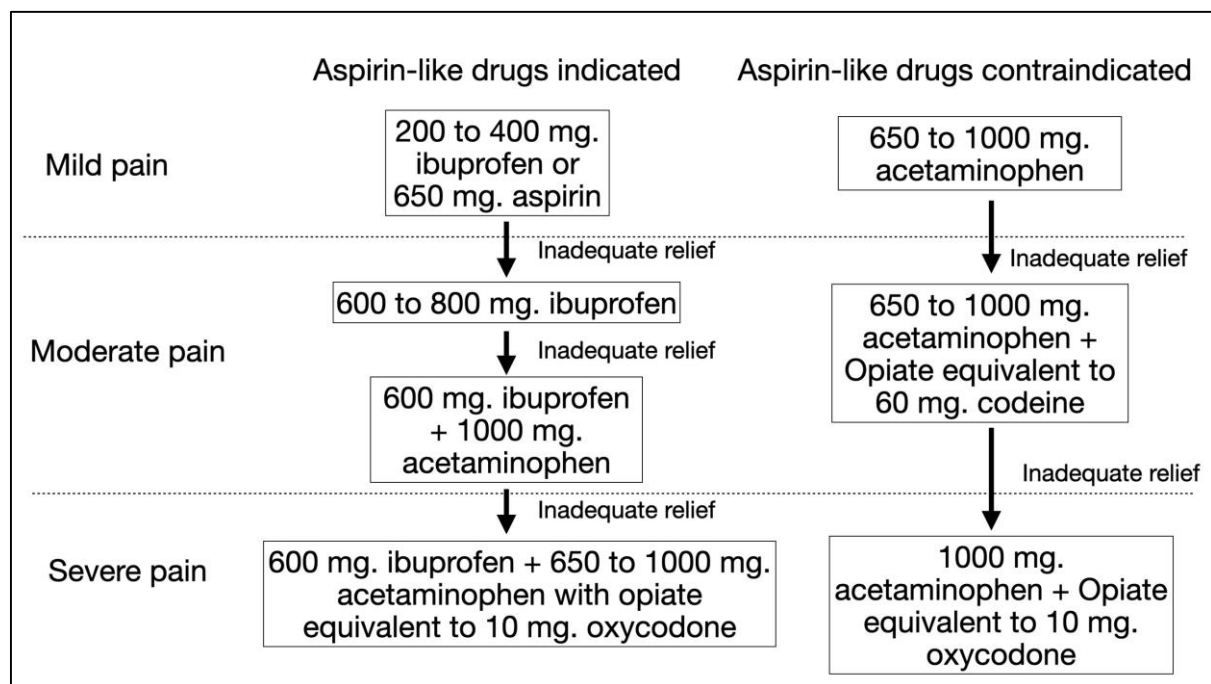 Aspirin-like drugs indicated
Aspirin-like drugs contraindicated
Mild pain
200 to 400 mg.
ibuprofen or
650 mg. aspirin
650 to 1000 mg.
acetaminophen
Inadequate relief
Inadequate relief
Moderate pain
600 to 800 mg. ibuprofen
Inadequate relief
600 mg. ibuprofen
+ 1000 mg.
acetaminophen
650 to 1000 mg.
acetaminophen +
Opiate equivalent to
60 mg. codeine
Inadequate relief
Inadequate relief
Severe pain
600 mg. ibuprofen + 650 to 1000 mg.
acetaminophen with opiate
equivalent to 10 mg. oxycodone
1000 mg.
acetaminophen + Opiate
equivalent to 10 mg.
oxycodone